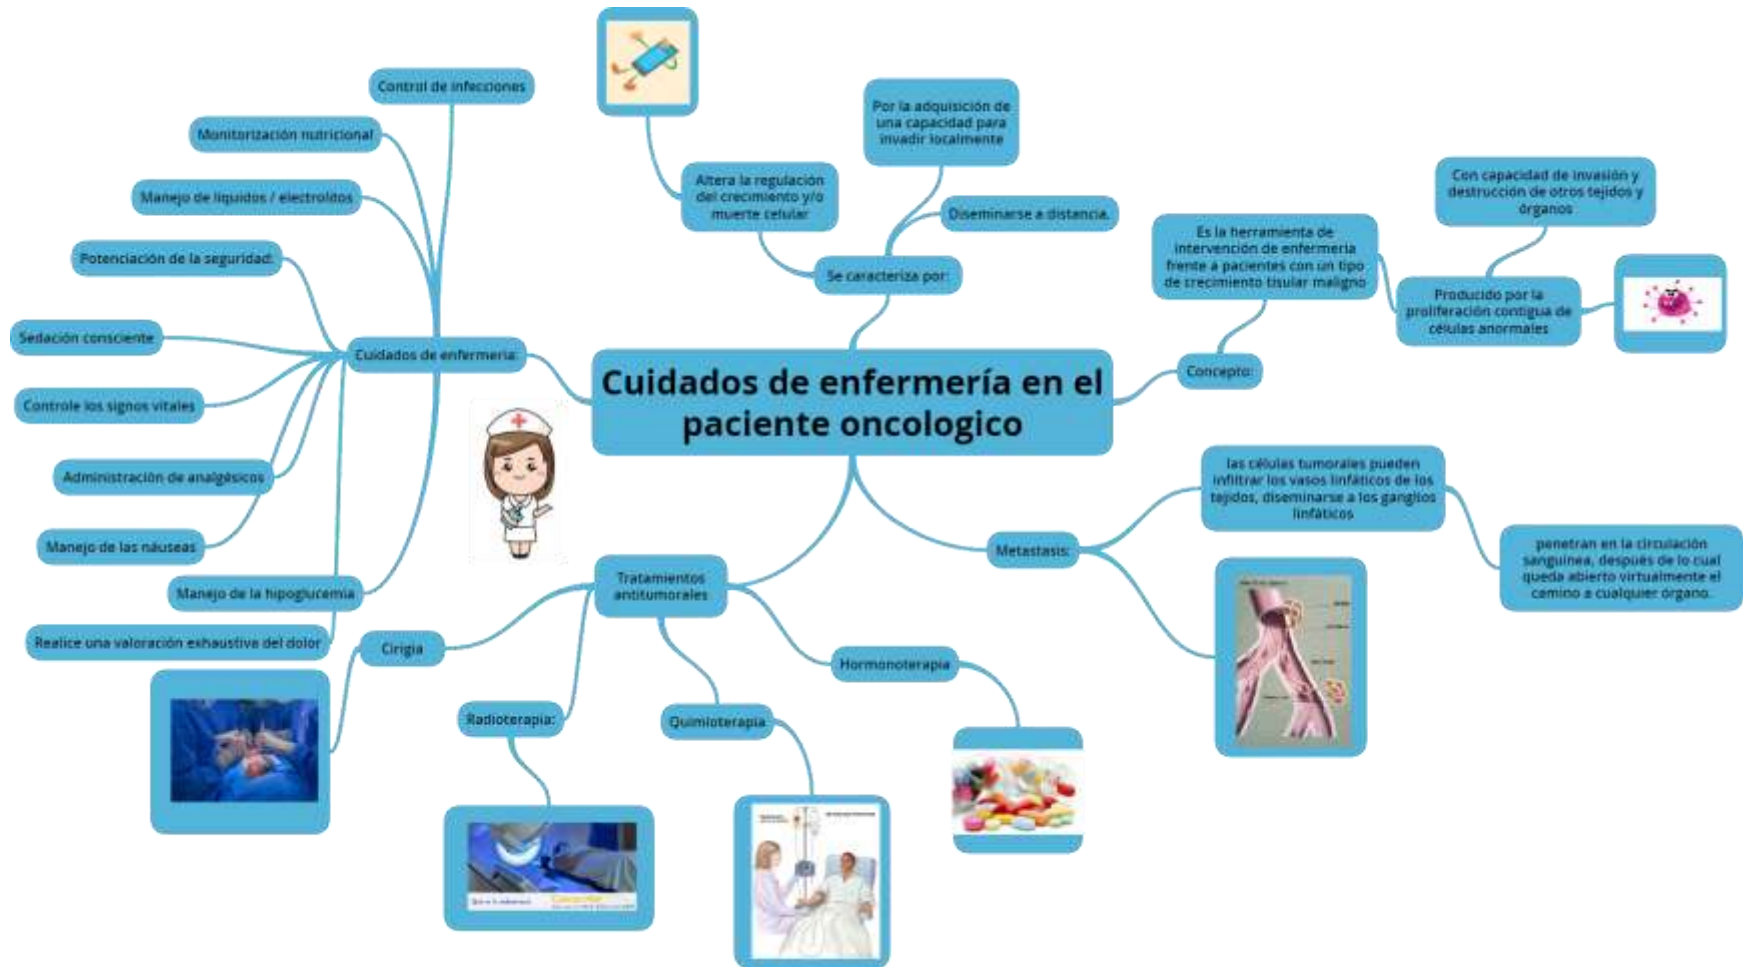 Cuidados de enfermería en el
paciente oncologico
Se caracteriza por:
Altera la regulación
del crecimiento y/o
muerte celular
Por la adquisición de
una capacidad para
invadir localmente
Diseminarse a distancia.
Concepto:
Es la herramienta de
intervención de enfermería
frente a pacientes con un tipo
de crecimiento tisular maligno
Producido por la
proliferación contigua de
células anormales
Con capacidad de invasión y
destrucción de otros tejidos y
órganos
Metastasis:
las células tumorales pueden
infiltrar los vasos linfáticos de los
tejidos, diseminarse a los ganglios
linfáticos
penetran en la circulación
sanguínea, después de lo cual
queda abierto virtualmente el
camino a cualquier órgano.
Tratamientos
antitumorales
Hormonoterapia
Quimioterapia
Radioterapia:
Cirigia
Cuidados de enfermería:
Control de infecciones
Monitorización nutricional
Manejo de líquidos / electroldos
Potenciación de la seguridad:
Sedación consciente
Controle los signos vitales
Administración de analgésicos
Manejo de las náuseas
Manejo de la hipoglucemia
Realice una valoración exhaustiva del dolor